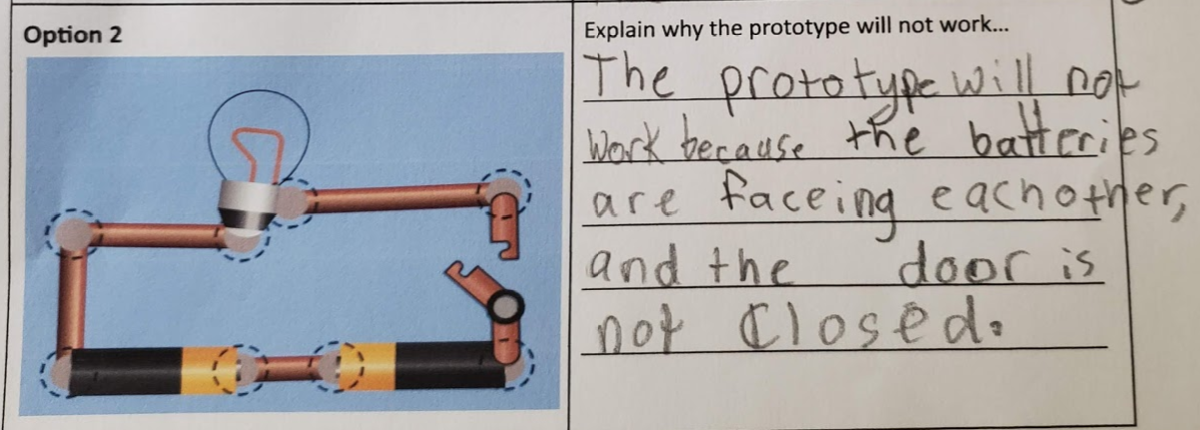 Option 2
Explain why the prototype will not work...
The prototype will not
work because the batteries
are faceing eachother,
and the door is
not Closed.